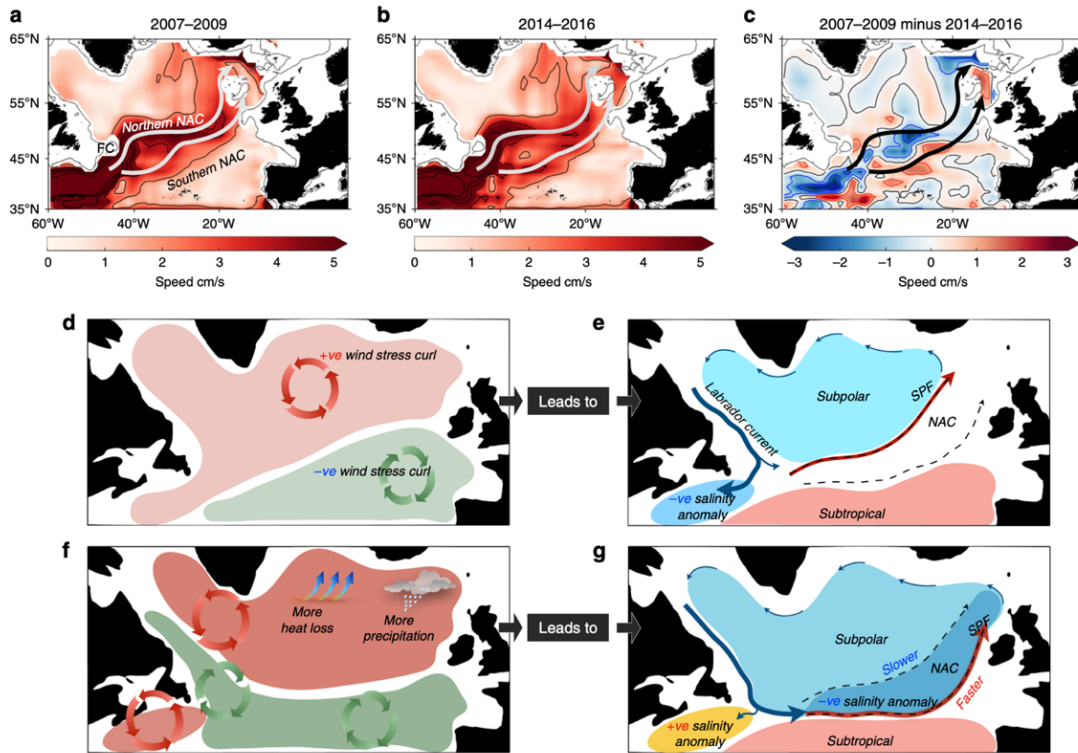 a 2007–2009
b 2014–2016
c 2007–2009 minus 2014–2016
65°N
55°N
45°N
35°N
Northern NAC
FC
Southern NAC
60°W 40°W 20°W
0 1 2 3 4 5
Speed cm/s
65°N
55°N
45°N
35°N
60°W 40°W 20°W
0 1 2 3 4 5
Speed cm/s
65°N
55°N
45°N
35°N
60°W 40°W 20°W
−3 −2 −1 0 1 2 3
Speed cm/s
d
+ve wind stress curl
−ve wind stress curl
Leads to
e
Labrador current
Subpolar
SPF
NAC
−ve salinity
anomaly
Subtropical
f
More
heat loss
More
precipitation
Leads to
g
Subpolar
Slower
SPF
NAC
−ve salinity anomaly
Faster
+ve salinity
anomaly
Subtropical